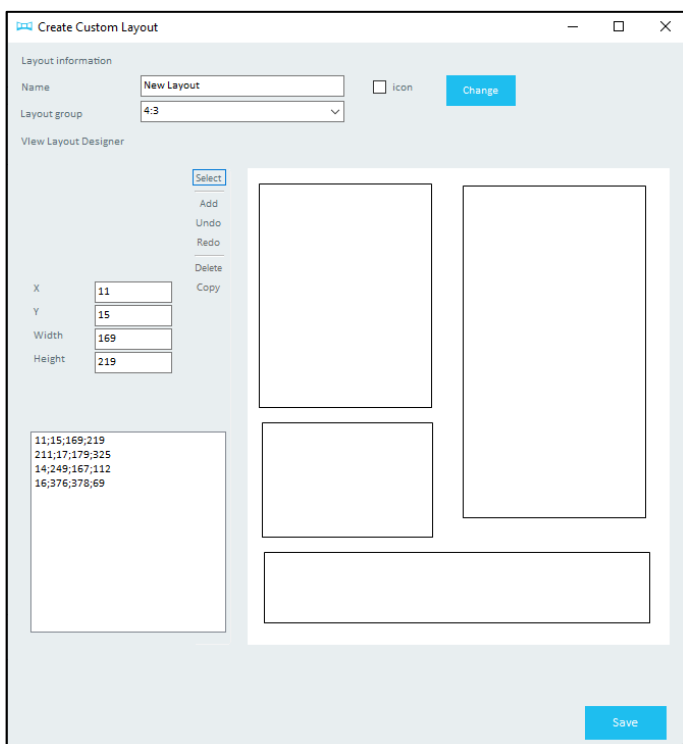 Create Custom Layout
Layout information
Name
New Layout
icon
Change
Layout group
4:3
VIew Layout Designer
Select
Add
Undo
Redo
Delete
Copy
X
11
Y
15
Width
169
Height
219
11;15;169;219
211;17;179;325
14;249;167;112
16;376;378;69
Save